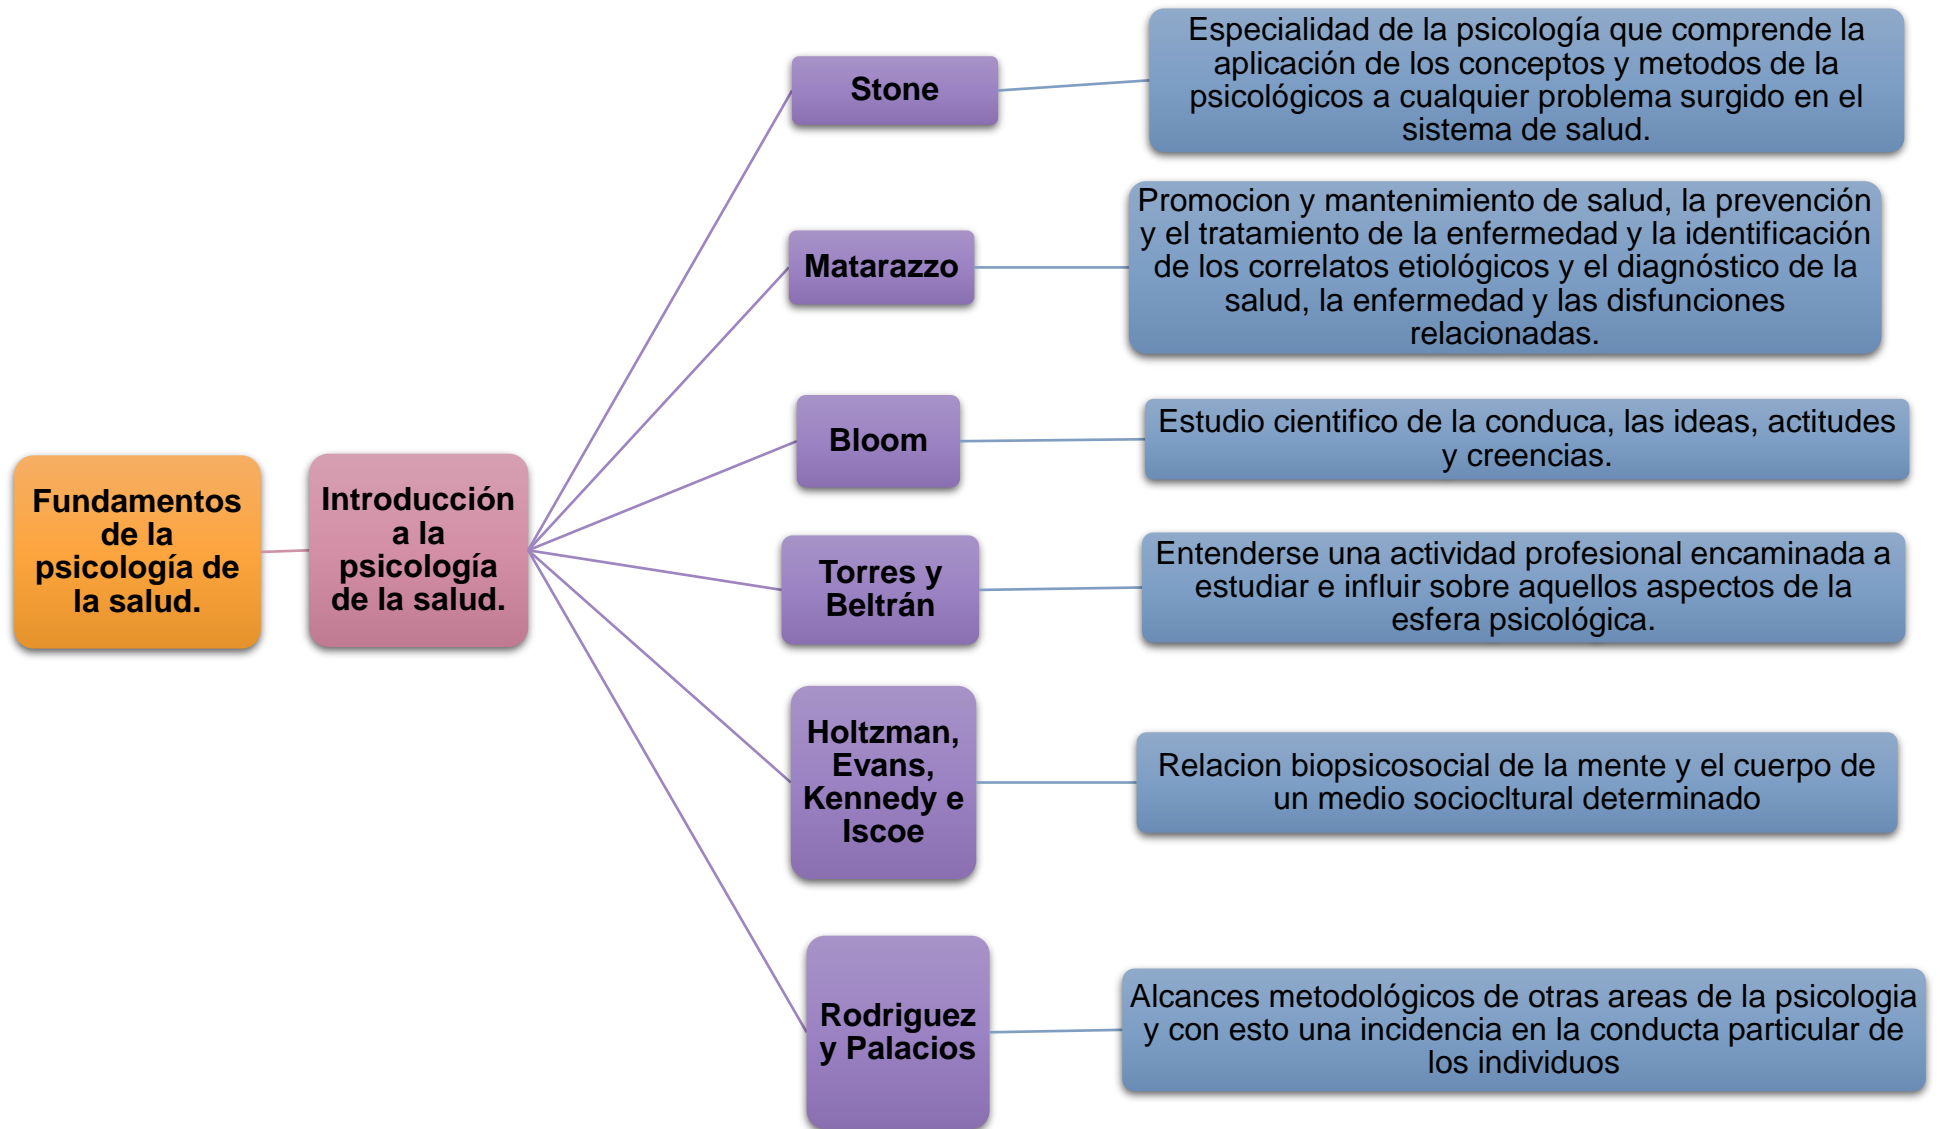 Fundamentos
de la
psicología de
la salud.
Introducción
a la
psicología
de la salud.
Stone
Especialidad de la psicología que comprende la
aplicación de los conceptos y metodos de la
psicológicos a cualquier problema surgido en el
sistema de salud.
Matarazzo
Promocion y mantenimiento de salud, la prevención
y el tratamiento de la enfermedad y la identificación
de los correlatos etiológicos y el diagnóstico de la
salud, la enfermedad y las disfunciones
relacionadas.
Bloom
Estudio cientifico de la conduca, las ideas, actitudes
y creencias.
Torres y
Beltrán
Entenderse una actividad profesional encaminada a
estudiar e influir sobre aquellos aspectos de la
esfera psicológica.
Holtzman,
Evans,
Kennedy e
Iscoe
Relacion biopsicosocial de la mente y el cuerpo de
un medio sociocltural determinado
Rodriguez
y Palacios
Alcances metodológicos de otras areas de la psicologia
y con esto una incidencia en la conducta particular de
los individuos